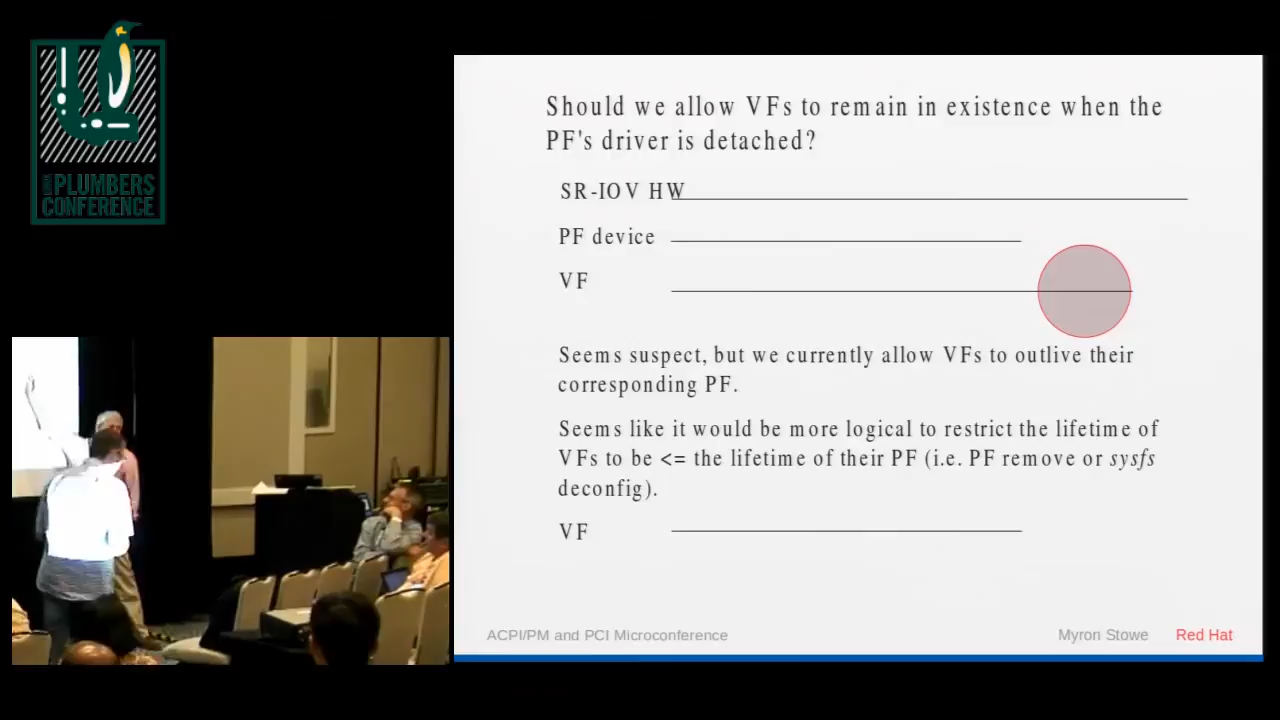 LINUX
PLUMBERS
CONFERENCE
Should we allow VFs to remain in existence when the
PF's driver is detached?
SR-IOV HW
PF device
VF
Seems suspect, but we currently allow VFs to outlive their
corresponding PF.
Seems like it would be more logical to restrict the lifetime of
VFs to be <= the lifetime of their PF (i.e. PF remove or sysfs
deconfig).
VF
ACPI/PM and PCI Microconference
Myron Stowe Red Hat